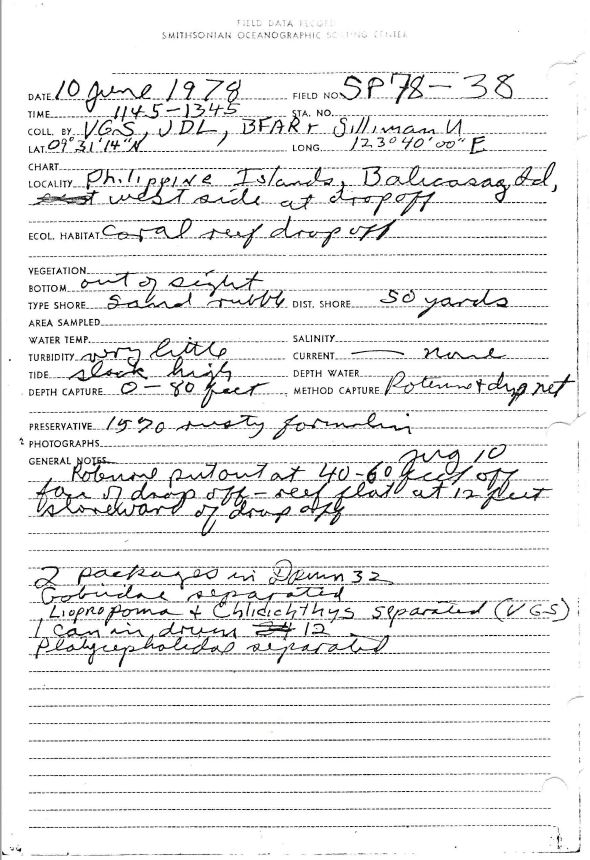 FIELD DATA RECORD
SMITHSONIAN OCEANOGRAPHIC SORTING CENTER
DATE 10 June 1978 FIELD NO. SP78-38
TIME 1145-1345 STA. NO.
COLL. BY VGS, JDL, BFAR & Silliman U
LAT. 09°31'14"N LONG. 123°40'00"E
CHART
LOCALITY Philippine Islands, Balicasag Id,
west side at dropoff
ECOL. HABITAT Coral reef drop off
VEGETATION
BOTTOM out of sight
TYPE SHORE sand rubble DIST. SHORE 50 yards
AREA SAMPLED
WATER TEMP. SALINITY
TURBIDITY very little CURRENT — none
TIDE slack high DEPTH WATER
DEPTH CAPTURE 0-80 feet METHOD CAPTURE Rotenone & dip net
PRESERVATIVE 15% rusty formalin
PHOTOGRAPHS
GENERAL NOTES jug 10
Rotenone put out at 40-60 feet off
face of drop off - reef flat at 12 feet
shoreward of drop off
2 packages in Drum 32
Gobiidae separated
Liopropoma & Chlidichthys separated (VGS)
1 can in drum 12
Platycephalidae separated